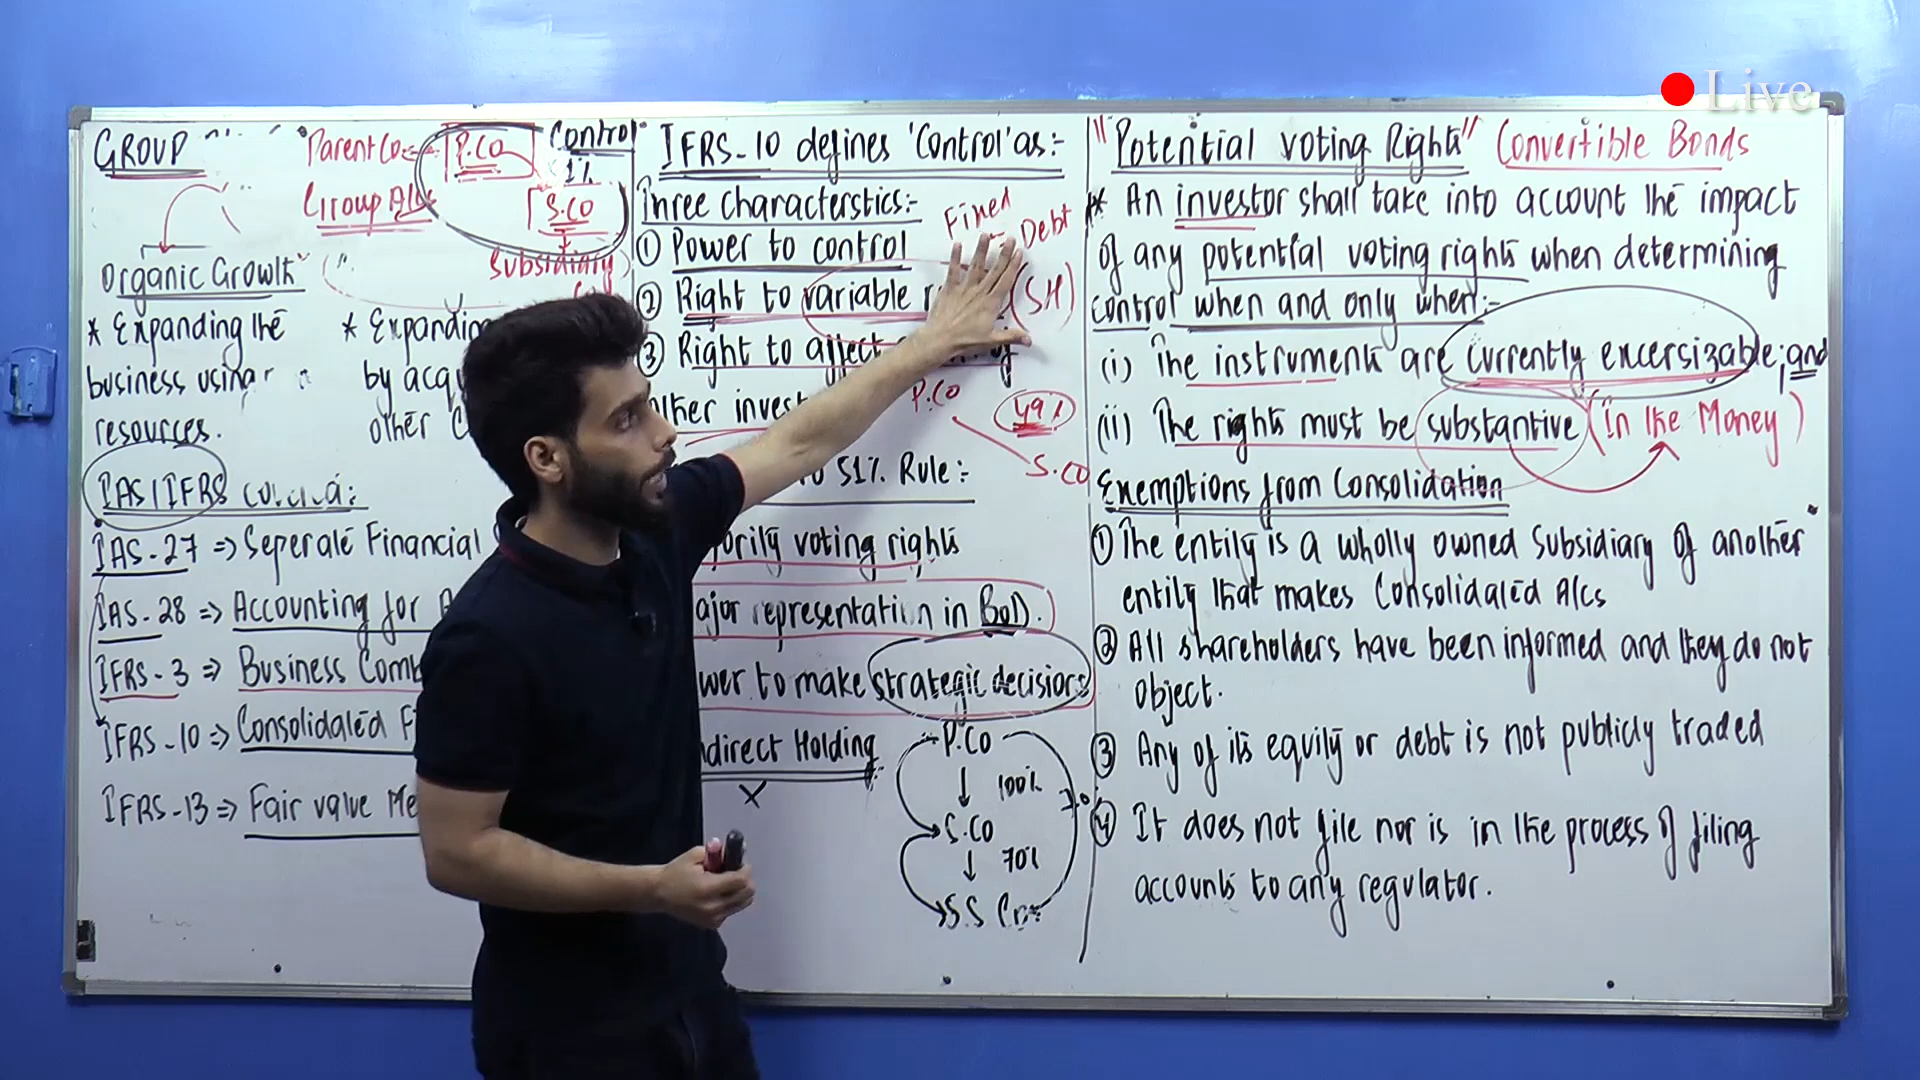 Live
GROUP
Parent Co
P.CO
Control
51%
Group A/Cs
S.CO
Subsidiary
Organic Growth
* Expanding the
business using
resources.
* Expanding
by acqu
other C
IAS/IFRS
IAS-27 => Seperate Financial
IAS-28 => Accounting for A
IFRS-3 => Business Comb
IFRS-10 => Consolidated F
IFRS-13 => Fair value Me
IFRS-10 defines 'Control' as:-
Three Characterstics:-
① Power to control
② Right to variable r
(SH)
Fixed
Debt
③ Right to affect
other invest
P.CO
49%
S.CO
to 51% Rule:-
jority voting rights
ajor representation in BoD.
wer to make strategic decisions
ndirect Holding
X
P.CO
100%
S.CO
70%
S.S Co
"Potential voting Rights" Convertible Bonds
* An investor shall take into account the impact
of any potential voting rights when determining
control when and only when:-
(i) The instrument are currently excersizable; and
(ii) The rights must be substantive (In the Money)
Exemptions from Consolidation
① The entity is a wholly owned Subsidiary of another
entity that makes Consolidated A/Cs
② All shareholders have been informed and they do not
object.
③ Any of its equity or debt is not publicly traded
④ It does not file nor is in the process of filing
accounts to any regulator.